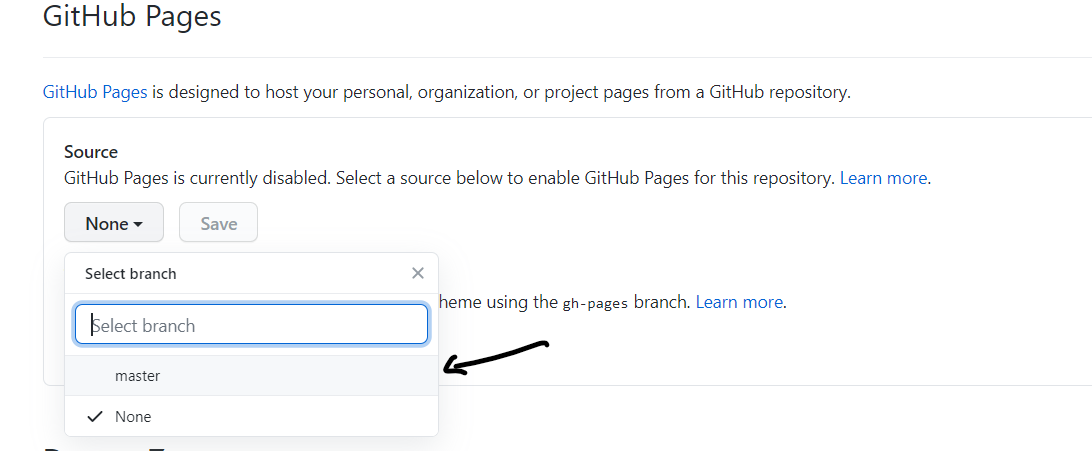 GitHub Pages
GitHub Pages is designed to host your personal, organization, or project pages from a GitHub repository.
Source
GitHub Pages is currently disabled. Select a source below to enable GitHub Pages for this repository. Learn more.
None
Save
Select branch
heme using the gh-pages branch. Learn more.
Select branch
master
None